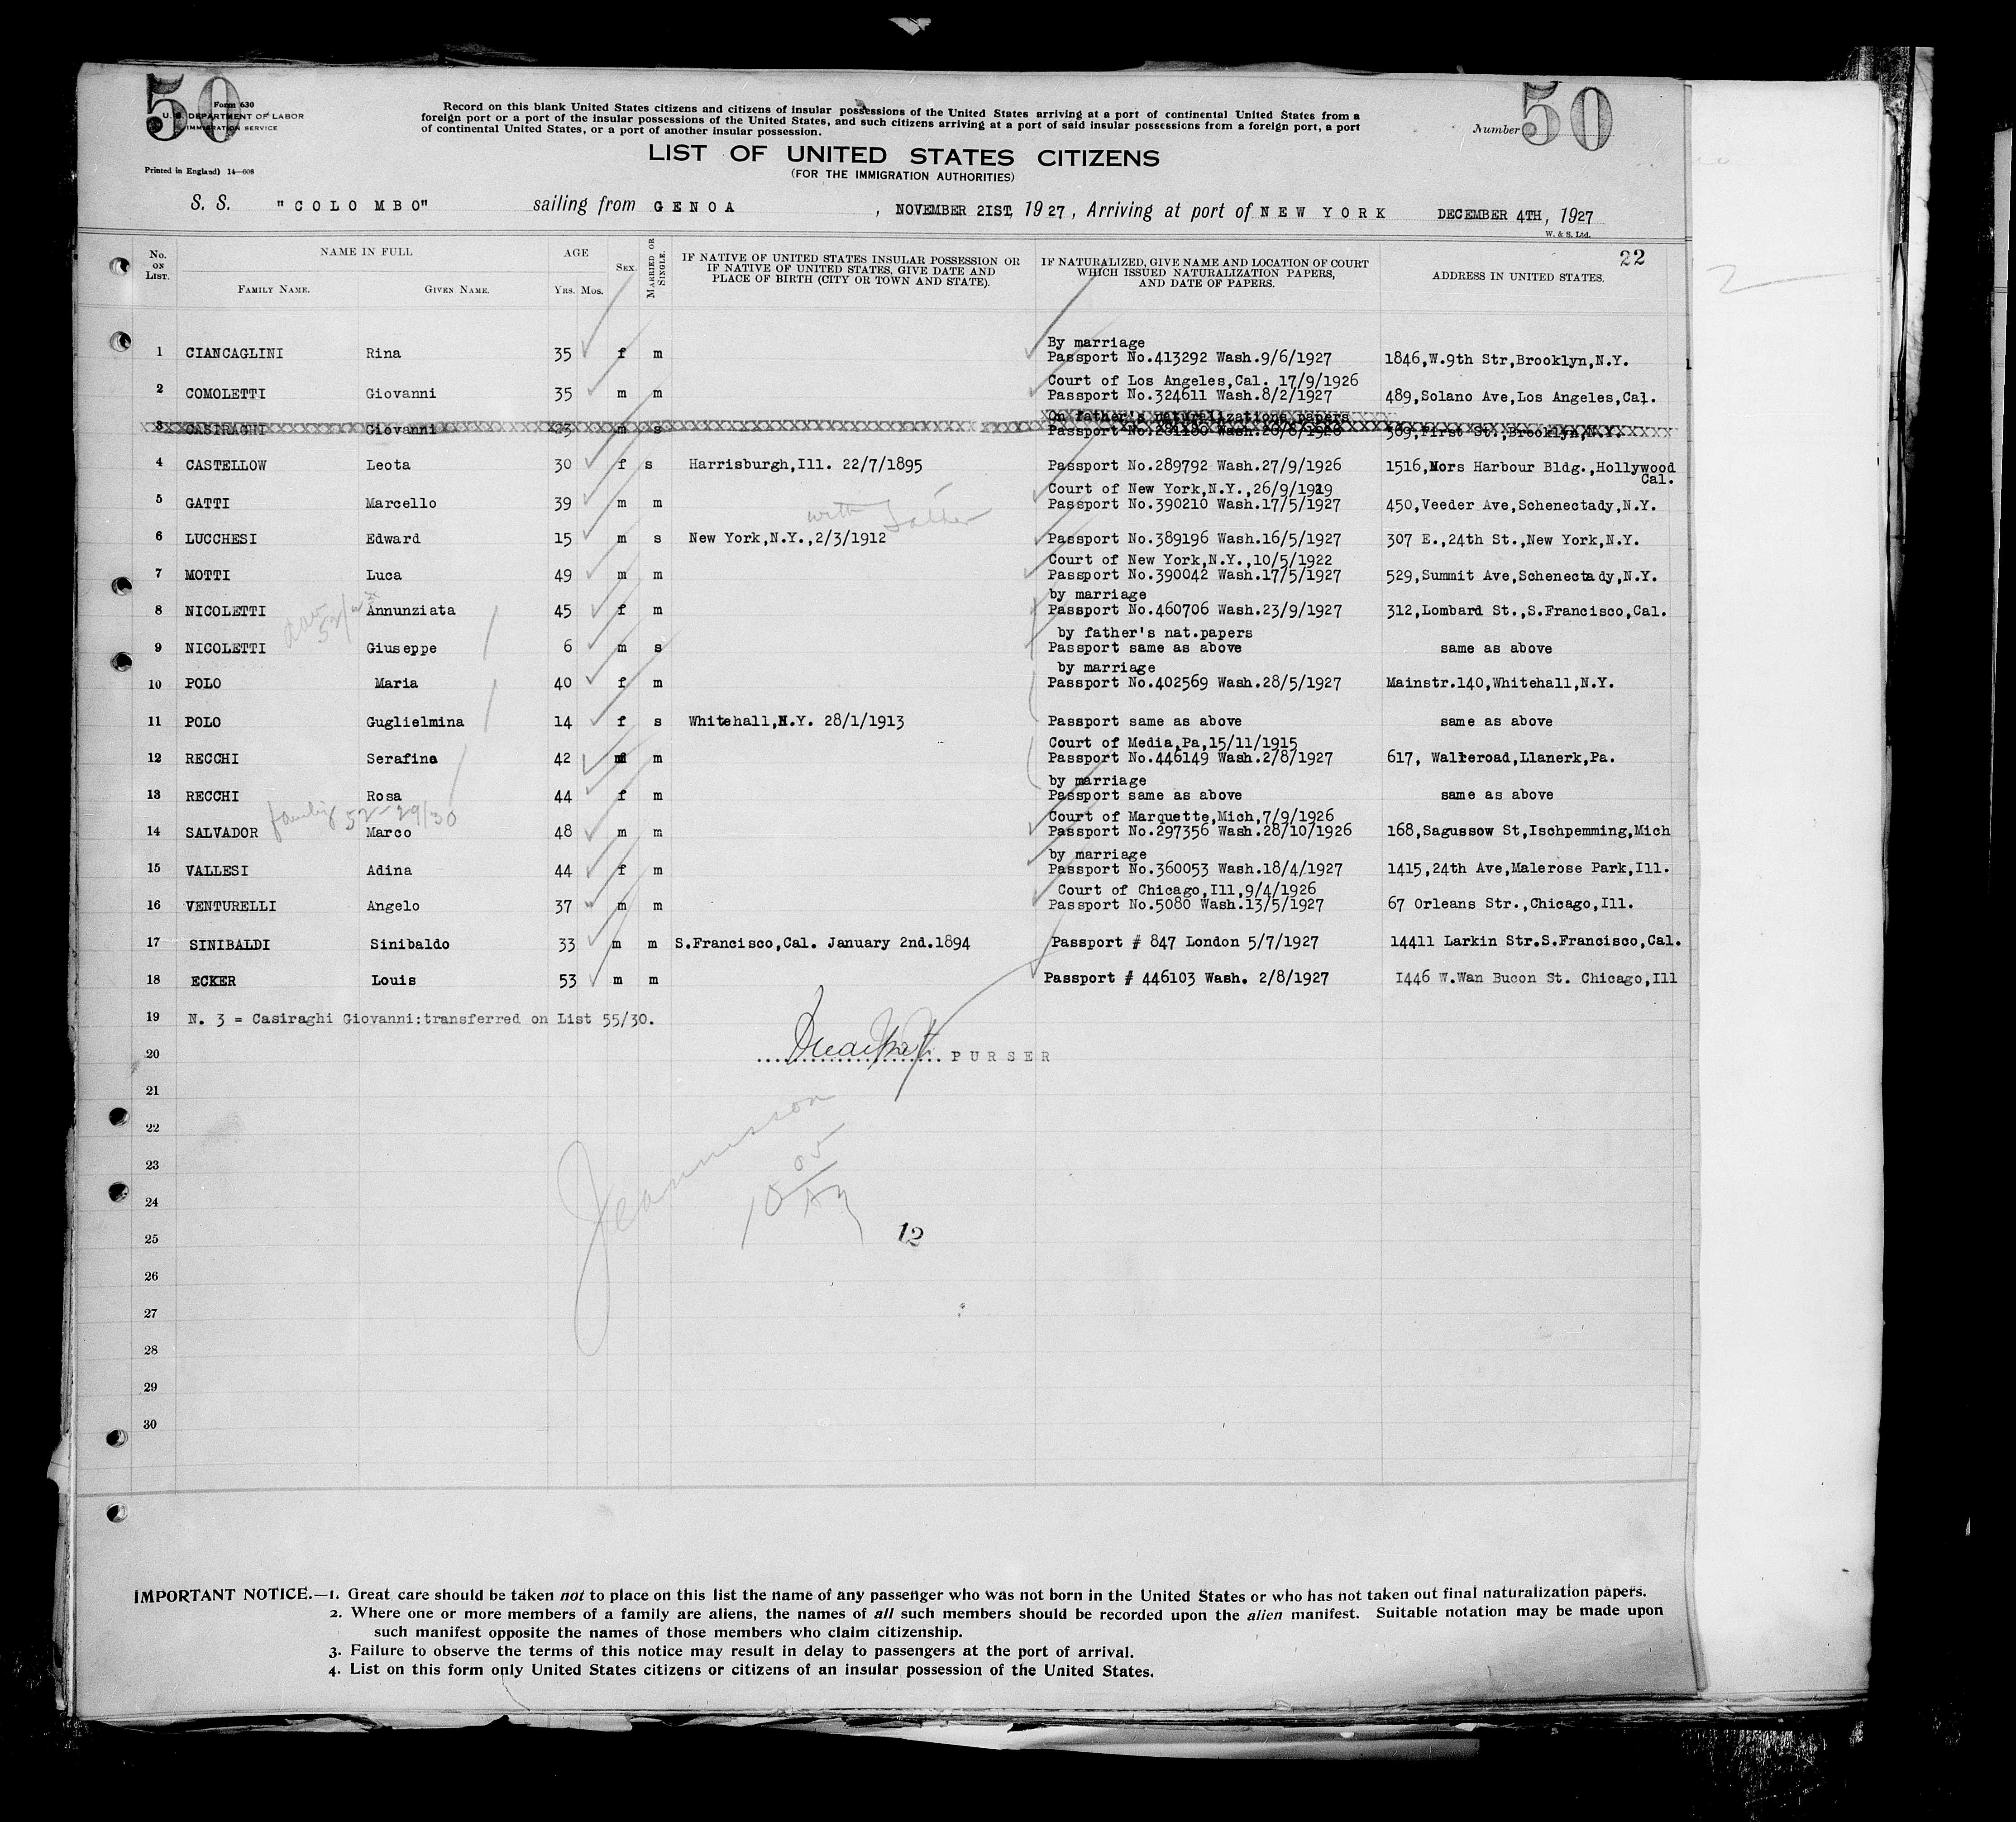 50
Form 630
U. S. DEPARTMENT OF LABOR
IMMIGRATION SERVICE
Printed in England) 14—608
Record on this blank United States citizens and citizens of insular possessions of the United States arriving at a port of continental United States from a
foreign port or a port of the insular possessions of the United States, and such citizens arriving at a port of said insular possessions from a foreign port, a port
of continental United States, or a port of another insular possession.
Number 50
LIST OF UNITED STATES CITIZENS
(FOR THE IMMIGRATION AUTHORITIES)
S. S. "COLOMBO" sailing from GENOA, NOVEMBER 2IST, 1927, Arriving at port of NEW YORK DECEMBER 4TH, 1927
W. & S. Ltd.
22
No. ON LIST. NAME IN FULL FAMILY NAME. GIVEN NAME. AGE YRS. MOS. SEX. MARRIED OR SINGLE. IF NATIVE OF UNITED STATES INSULAR POSSESSION OR IF NATIVE OF UNITED STATES, GIVE DATE AND PLACE OF BIRTH (CITY OR TOWN AND STATE). IF NATURALIZED, GIVE NAME AND LOCATION OF COURT WHICH ISSUED NATURALIZATION PAPERS, AND DATE OF PAPERS. ADDRESS IN UNITED STATES.
By marriage
1 CIANCAGLINI Rina 35 f m Passport No.413292 Wash.9/6/1927 1846,W.9th Str,Brooklyn,N.Y.
Court of Los Angeles,Cal. 17/9/1926
2 COMOLETTI Giovanni 35 m m Passport No.324611 Wash.8/2/1927 489,Solano Ave,Los Angeles,Cal.
On father's naturalizations papers
3 CASIRAGHI Giovanni 23 m s Passport No.281180 Wash.26/8/1926 369,First St.,Brooklyn,N.Y.
4 CASTELLOW Leota 30 f s Harrisburgh,Ill. 22/7/1895 Passport No.289792 Wash.27/9/1926 1516,Mors Harbour Bldg.,Hollywood
Cal.
Court of New York,N.Y.,26/9/1919
5 GATTI Marcello 39 m m Passport No.390210 Wash.17/5/1927 450,Veeder Ave,Schenectady,N.Y.
with father
6 LUCCHESI Edward 15 m s New York,N.Y.,2/3/1912 Passport No.389196 Wash.16/5/1927 307 E.,24th St.,New York,N.Y.
Court of New York,N.Y.,10/5/1922
7 MOTTI Luca 49 m m Passport No.390042 Wash.17/5/1927 529,Summit Ave,Schenectady,N.Y.
by marriage
8 NICOLETTI Annunziata 45 f m Passport No.460706 Wash.23/9/1927 312,Lombard St.,S.Francisco,Cal.
by father's nat.papers
9 NICOLETTI Giuseppe 6 m s Passport same as above same as above
by marriage
10 POLO Maria 40 f m Passport No.402569 Wash.28/5/1927 Mainstr.140,Whitehall,N.Y.
11 POLO Guglielmina 14 f s Whitehall,N.Y. 28/1/1913 Passport same as above same as above
Court of Media,Pa,15/11/1915
12 RECCHI Serafino 42 m m Passport No.446149 Wash.2/8/1927 617, Walreroad,Llanerk,Pa.
by marriage
13 RECCHI Rosa 44 f m Passport same as above same as above
family 52-29/30
Court of Marquette,Mich,7/9/1926
14 SALVADOR Marco 48 m m Passport No.297356 Wash.28/10/1926 168,Sagussow St,Ischpemming,Mich
by marriage
15 VALLESI Adina 44 f m Passport No.360053 Wash.18/4/1927 1415,24th Ave,Malerose Park,Ill.
Court of Chicago,Ill,9/4/1926
16 VENTURELLI Angelo 37 m m Passport No.5080 Wash.13/5/1927 67 Orleans Str.,Chicago,Ill.
17 SINIBALDI Sinibaldo 33 m m S.Francisco,Cal. January 2nd.1894 Passport # 847 London 5/7/1927 14411 Larkin Str.S.Francisco,Cal.
18 ECKER Louis 53 m m Passport # 446103 Wash. 2/8/1927 I446 W.Wan Bucon St. Chicago,Ill
19 N. 3 = Casiraghi Giovanni:transferred on List 55/30.
20 PURSER
21
22
23
24
25
12
26
27
28
29
30
IMPORTANT NOTICE.—1. Great care should be taken not to place on this list the name of any passenger who was not born in the United States or who has not taken out final naturalization papers.
2. Where one or more members of a family are aliens, the names of all such members should be recorded upon the alien manifest. Suitable notation may be made upon
such manifest opposite the names of those members who claim citizenship.
3. Failure to observe the terms of this notice may result in delay to passengers at the port of arrival.
4. List on this form only United States citizens or citizens of an insular possession of the United States.